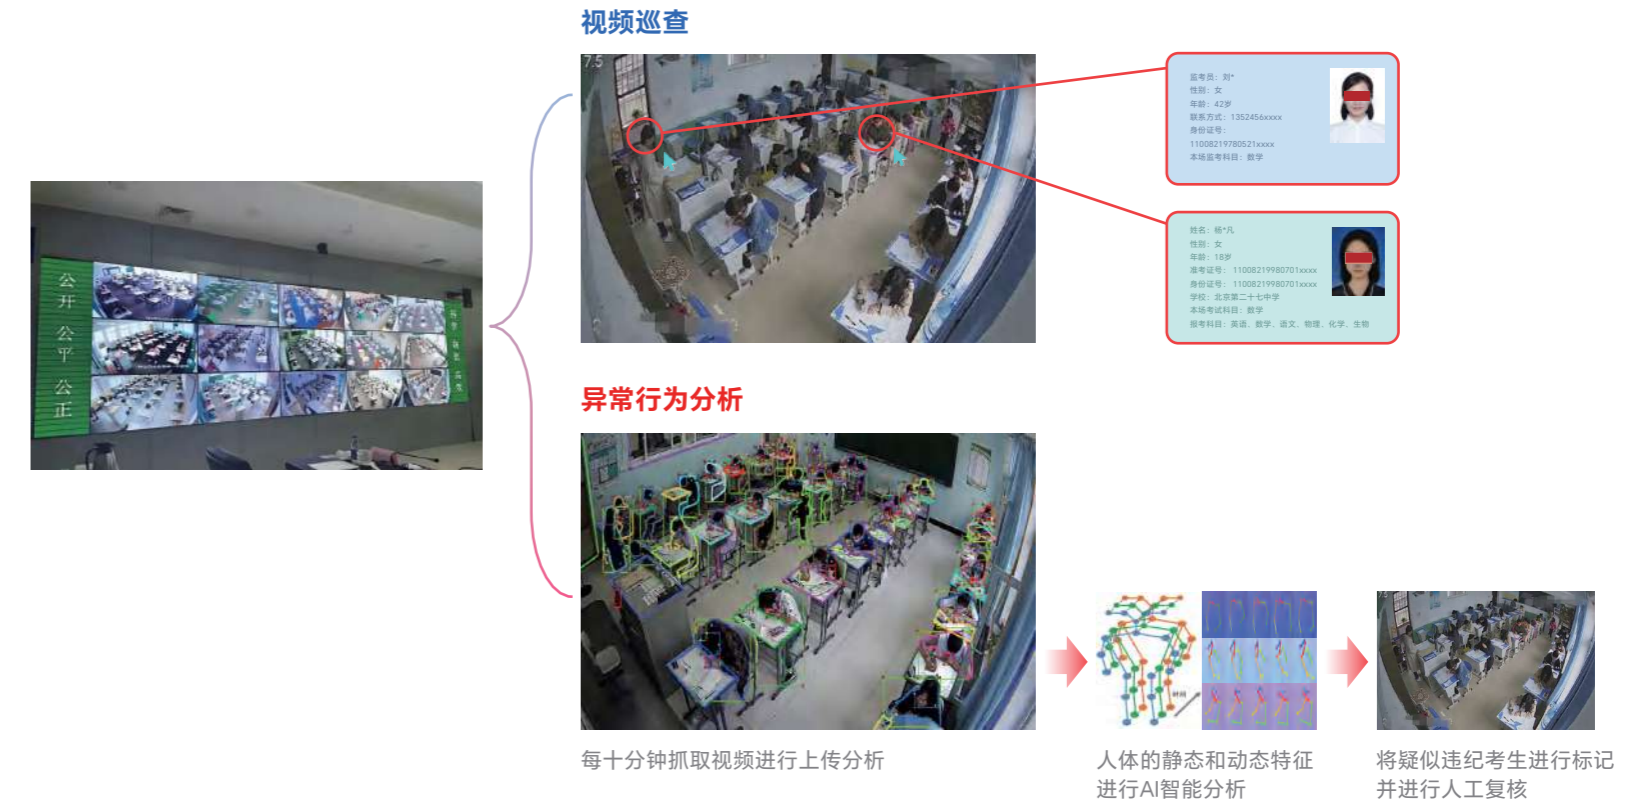 视频巡查
7.5
监考员：刘*
性别：女
年龄：42岁
联系方式：1352456xxxx
身份证号：
11008219780521xxxx
本场监考科目：数学
姓名：杨*凡
性别：女
年龄：18岁
准考证号： 11008219980701xxxx
身份证号： 11008219980701xxxx
学校：北京第二十七中学
本场考试科目：数学
报考科目：英语、数学、语文、物理、化学、生物
公开
公平
公正
异常行为分析
时间
每十分钟抓取视频进行上传分析
人体的静态和动态特征
进行AI智能分析
将疑似违纪考生进行标记
并进行人工复核